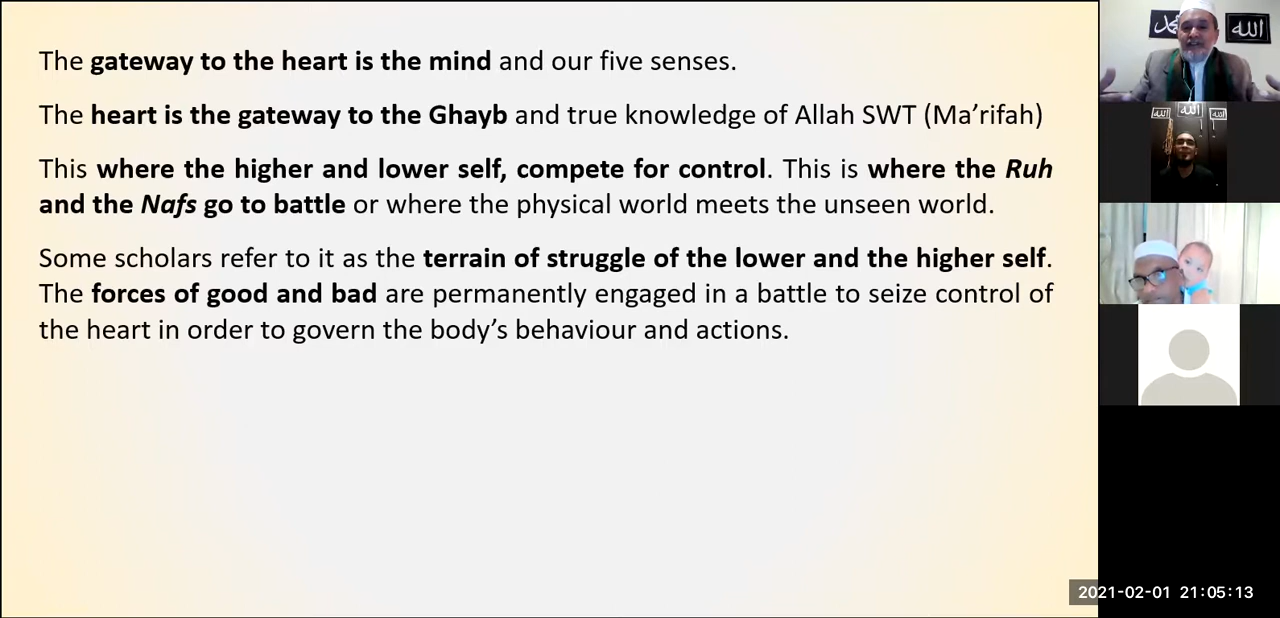 The gateway to the heart is the mind and our five senses.
The heart is the gateway to the Ghayb and true knowledge of Allah SWT (Ma’rifah)
This where the higher and lower self, compete for control. This is where the Ruh
and the Nafs go to battle or where the physical world meets the unseen world.
Some scholars refer to it as the terrain of struggle of the lower and the higher self.
The forces of good and bad are permanently engaged in a battle to seize control of
the heart in order to govern the body’s behaviour and actions.
محمد
الله
الله
2021-02-01 21:05:13